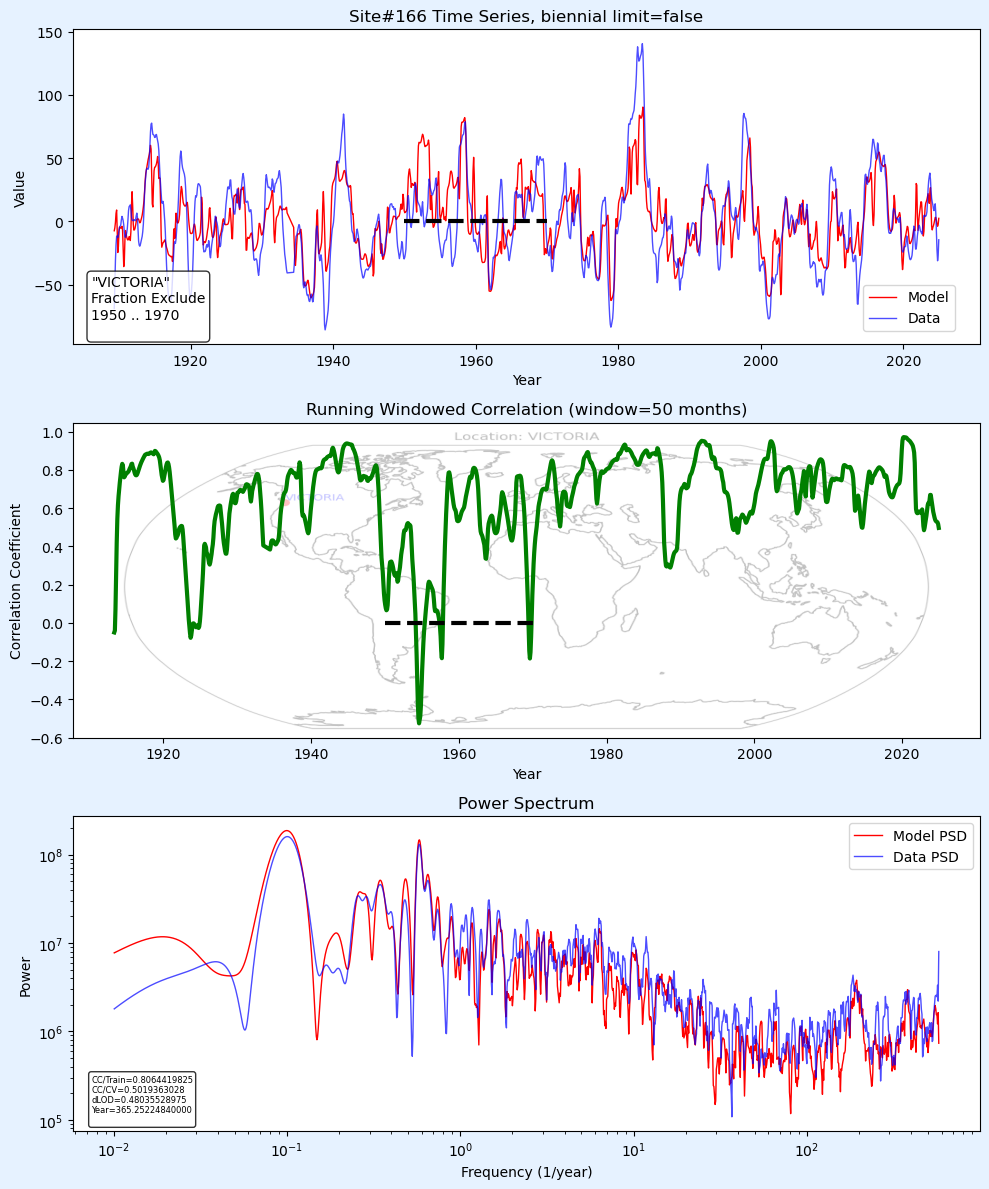 Site#166 Time Series, biennial limit=false
150
100
50
0
−50
Value
"VICTORIA"
Fraction Exclude
1950 .. 1970
Model
Data
1920
1940
1960
1980
2000
2020
Year
Running Windowed Correlation (window=50 months)
Location: VICTORIA
VICTORIA
1.0
0.8
0.6
0.4
0.2
0.0
−0.2
−0.4
−0.6
Correlation Coefficient
1920
1940
1960
1980
2000
2020
Year
Power Spectrum
Model PSD
Data PSD
10⁸
10⁷
10⁶
10⁵
Power
CC/Train=0.8064419825
CC/CV=0.5019363028
dLOD=0.48035528975
Year=365.25224840000
10⁻²
10⁻¹
10⁰
10¹
10²
Frequency (1/year)